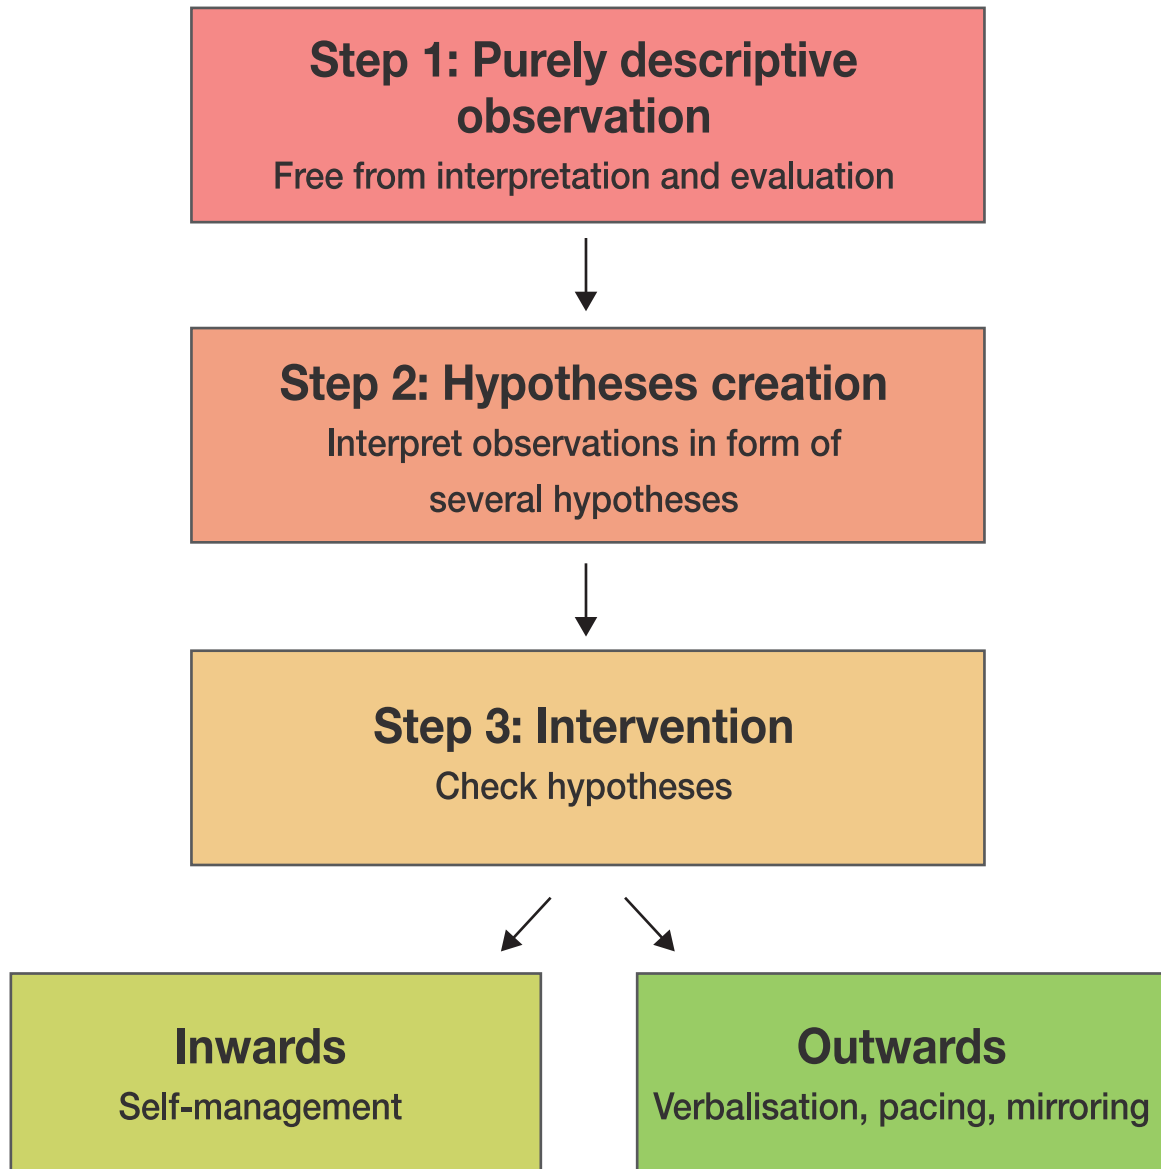 Step 1: Purely descriptive
observation
Free from interpretation and evaluation
Step 2: Hypotheses creation
Interpret observations in form of
several hypotheses
Step 3: Intervention
Check hypotheses
Inwards
Self-management
Outwards
Verbalisation, pacing, mirroring